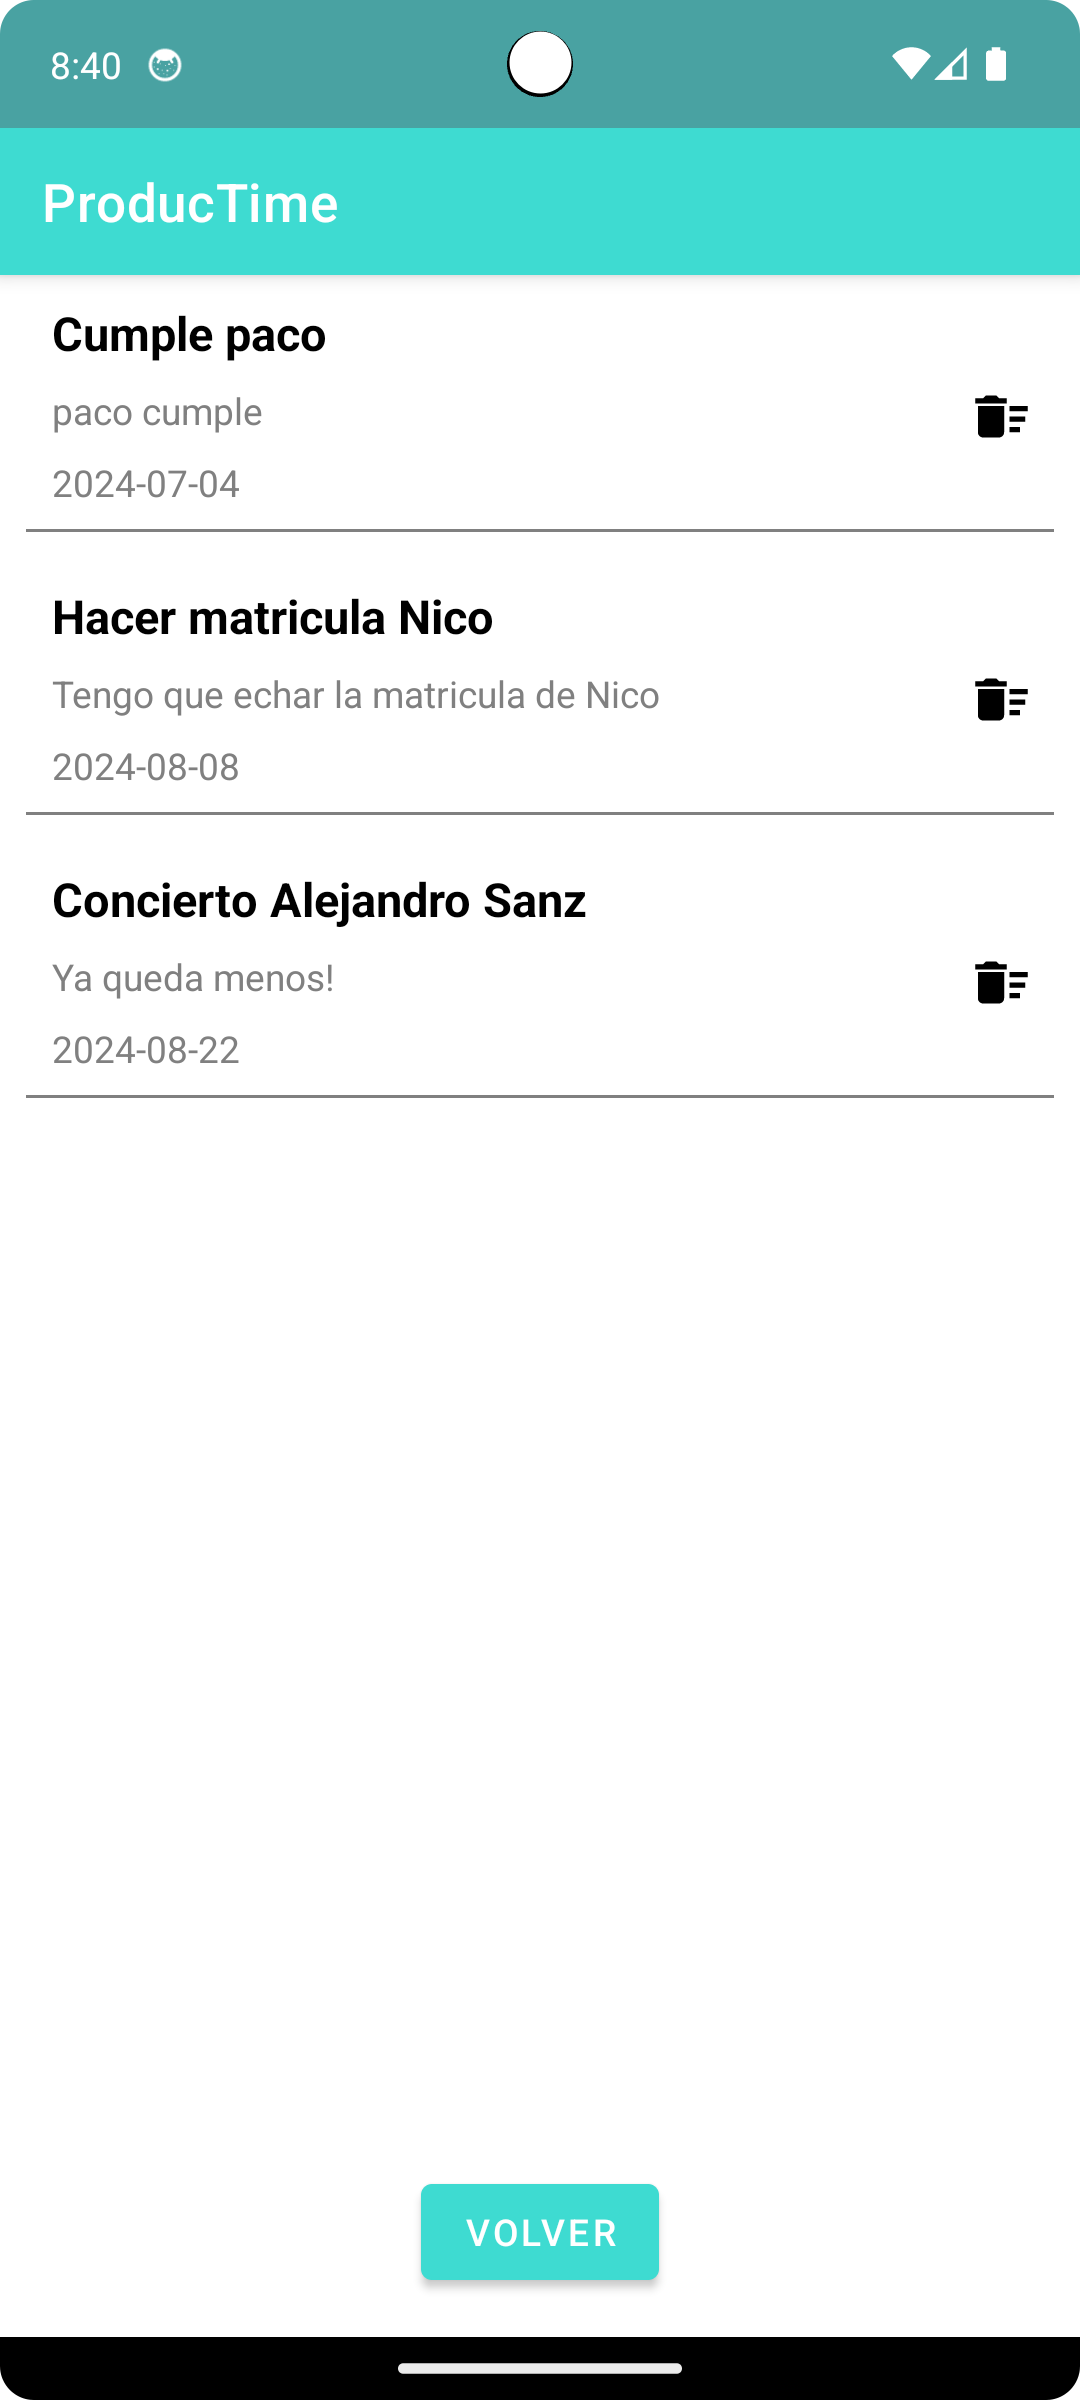 8:40
ProducTime
Cumple paco
paco cumple
2024-07-04
Hacer matricula Nico
Tengo que echar la matricula de Nico
2024-08-08
Concierto Alejandro Sanz
Ya queda menos!
2024-08-22
VOLVER